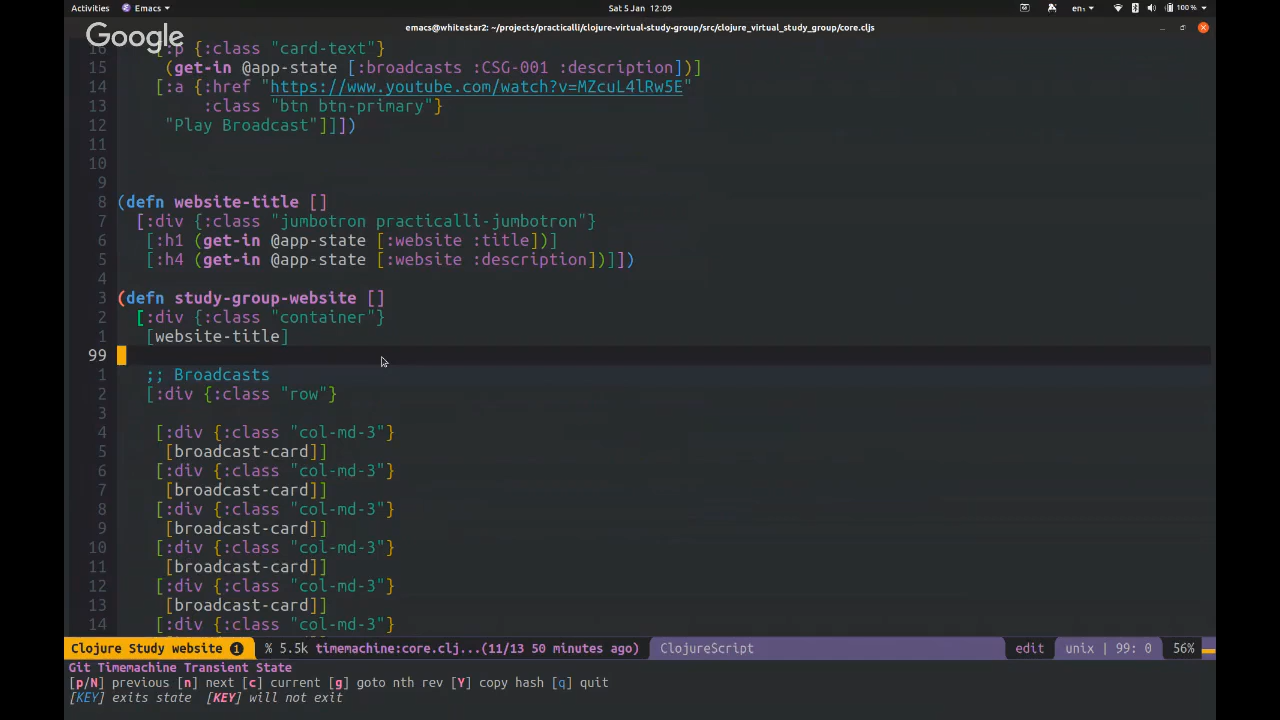 Activities Emacs Sat 5 Jan 12:09 en₁ 100 %
Google
emacs@whitestar2: ~/projects/practicalli/clojure-virtual-study-group/src/clojure_virtual_study_group/core.cljs
16 [:p {:class "card-text"}
15 (get-in @app-state [:broadcasts :CSG-001 :description])]
14 [:a {:href "https://www.youtube.com/watch?v=MZcuL4lRw5E"
13 :class "btn btn-primary"}
12 "Play Broadcast"]]])
11
10
9
8 (defn website-title []
7 [:div {:class "jumbotron practicalli-jumbotron"}
6 [:h1 (get-in @app-state [:website :title])]
5 [:h4 (get-in @app-state [:website :description])]])
4
3 (defn study-group-website []
2 [:div {:class "container"}
1 [website-title]
99
1 ;; Broadcasts
2 [:div {:class "row"}
3
4 [:div {:class "col-md-3"}
5 [broadcast-card]]
6 [:div {:class "col-md-3"}
7 [broadcast-card]]
8 [:div {:class "col-md-3"}
9 [broadcast-card]]
10 [:div {:class "col-md-3"}
11 [broadcast-card]]
12 [:div {:class "col-md-3"}
13 [broadcast-card]]
14 [:div {:class "col-md-3"}
Clojure Study website 1 % 5.5k timemachine:core.clj...(11/13 50 minutes ago) ClojureScript edit unix | 99: 0 56%
Git Timemachine Transient State
[p/N] previous [n] next [c] current [g] goto nth rev [Y] copy hash [q] quit
[KEY] exits state [KEY] will not exit